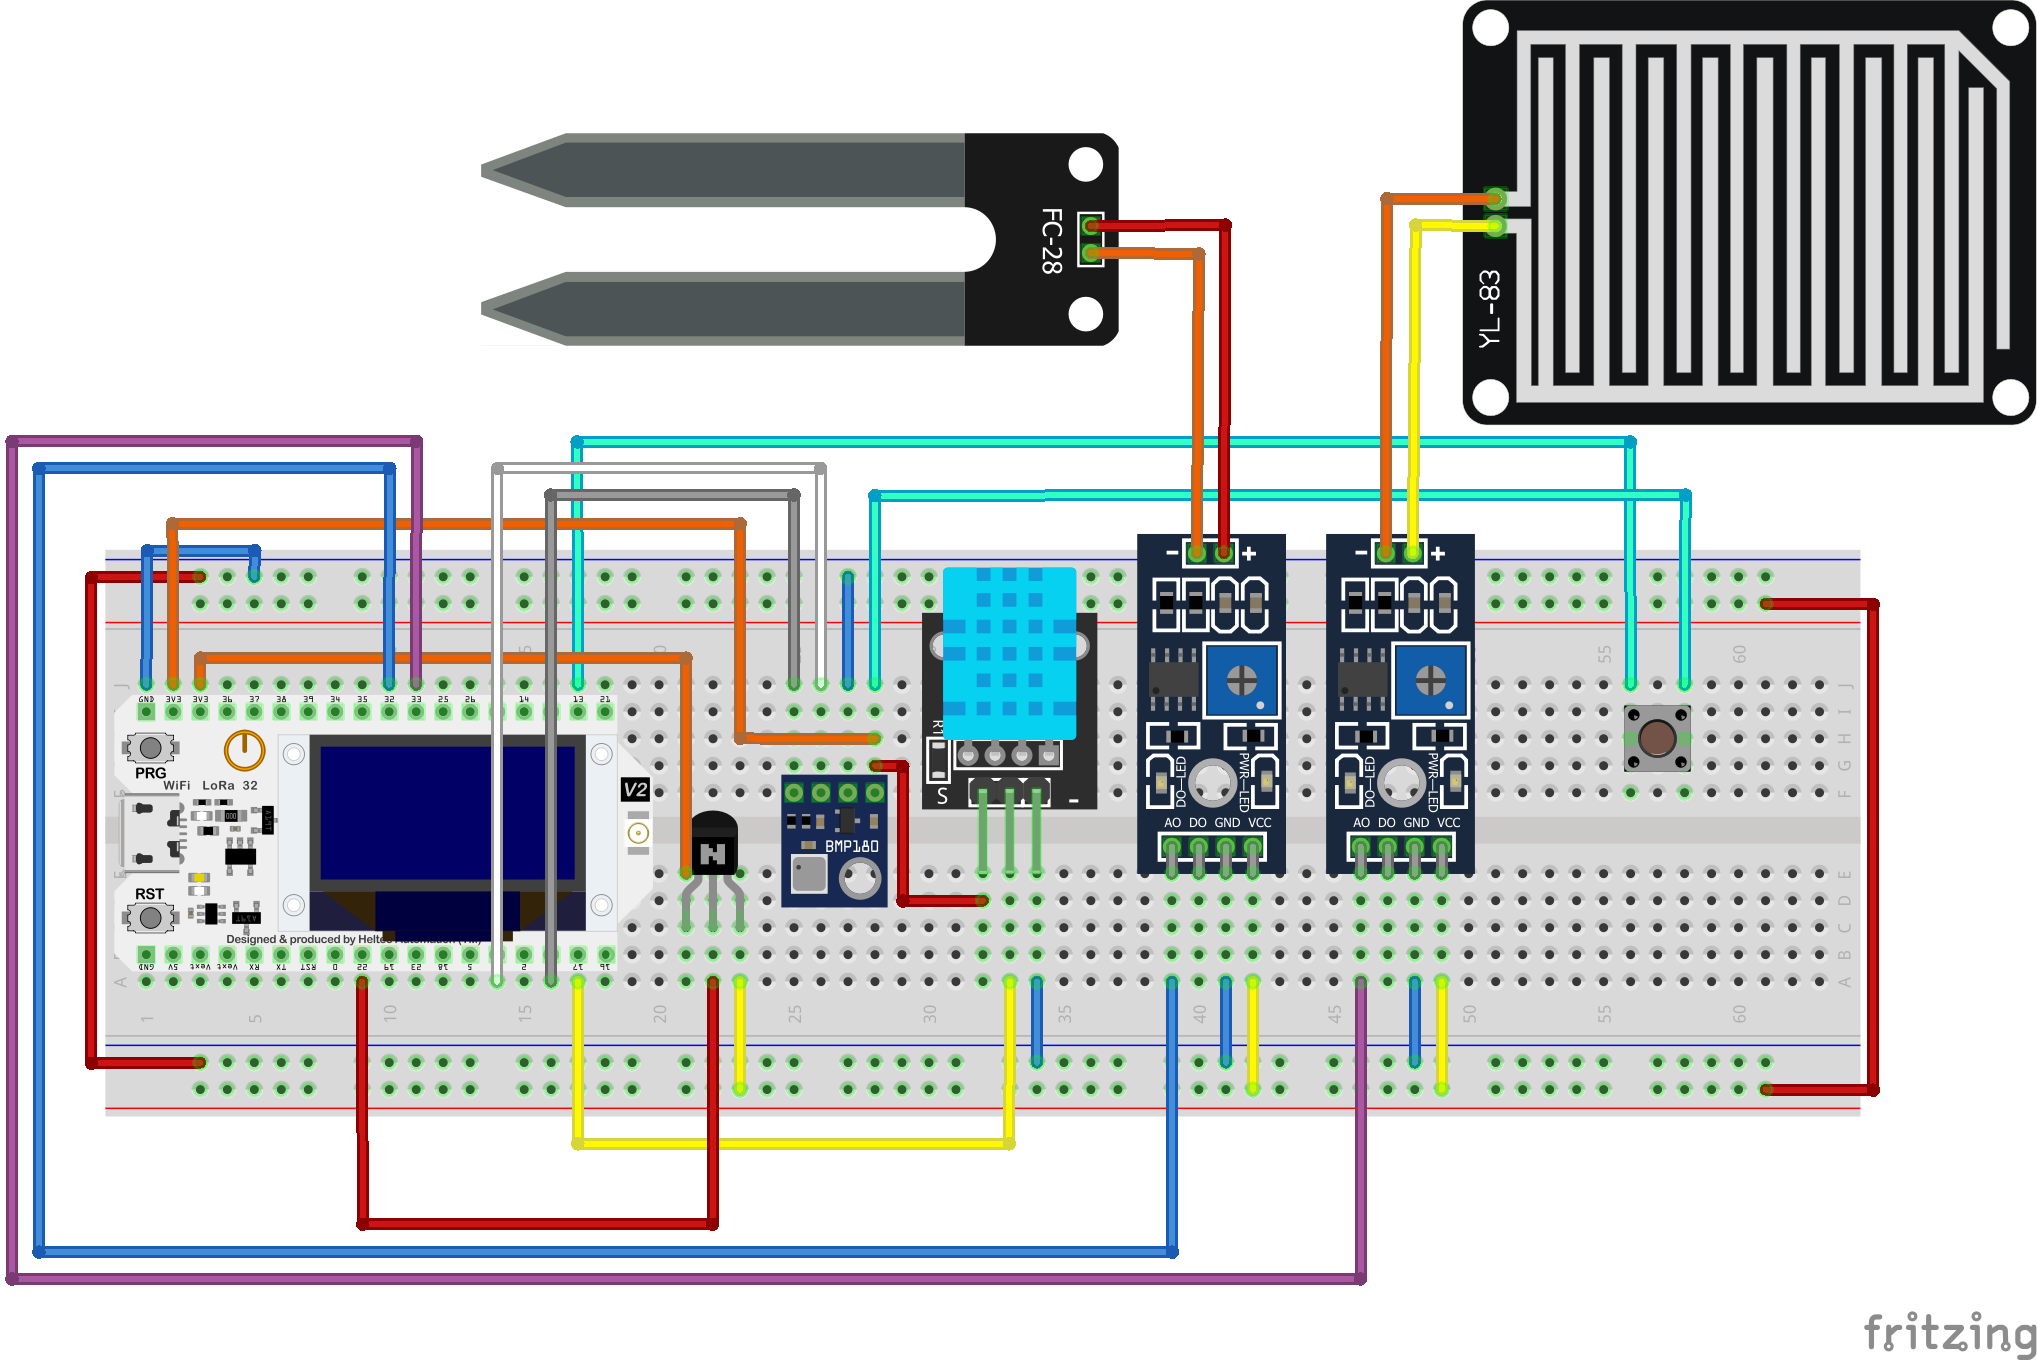 FC-28
YL-83
- +
- +
55 60
J J
GND 3V3 3V3 36 37 38 39 34 35 32 33 25 26 14 13 21
I
H
PRG
WiFi LoRa 32
V2
G
F
S -
DO-LED PWR-LED
DO-LED PWR-LED
BMP180
AO DO GND VCC
AO DO GND VCC
N
E
RST
D
Designed & produced by Heltec Automation (TM)
C
B
GND 5V Vext Vext RX TX RST 0 22 19 23 18 5 2 17 16
A A
1 5 10 15 20 25 30 35 40 45 50 55 60
fritzing